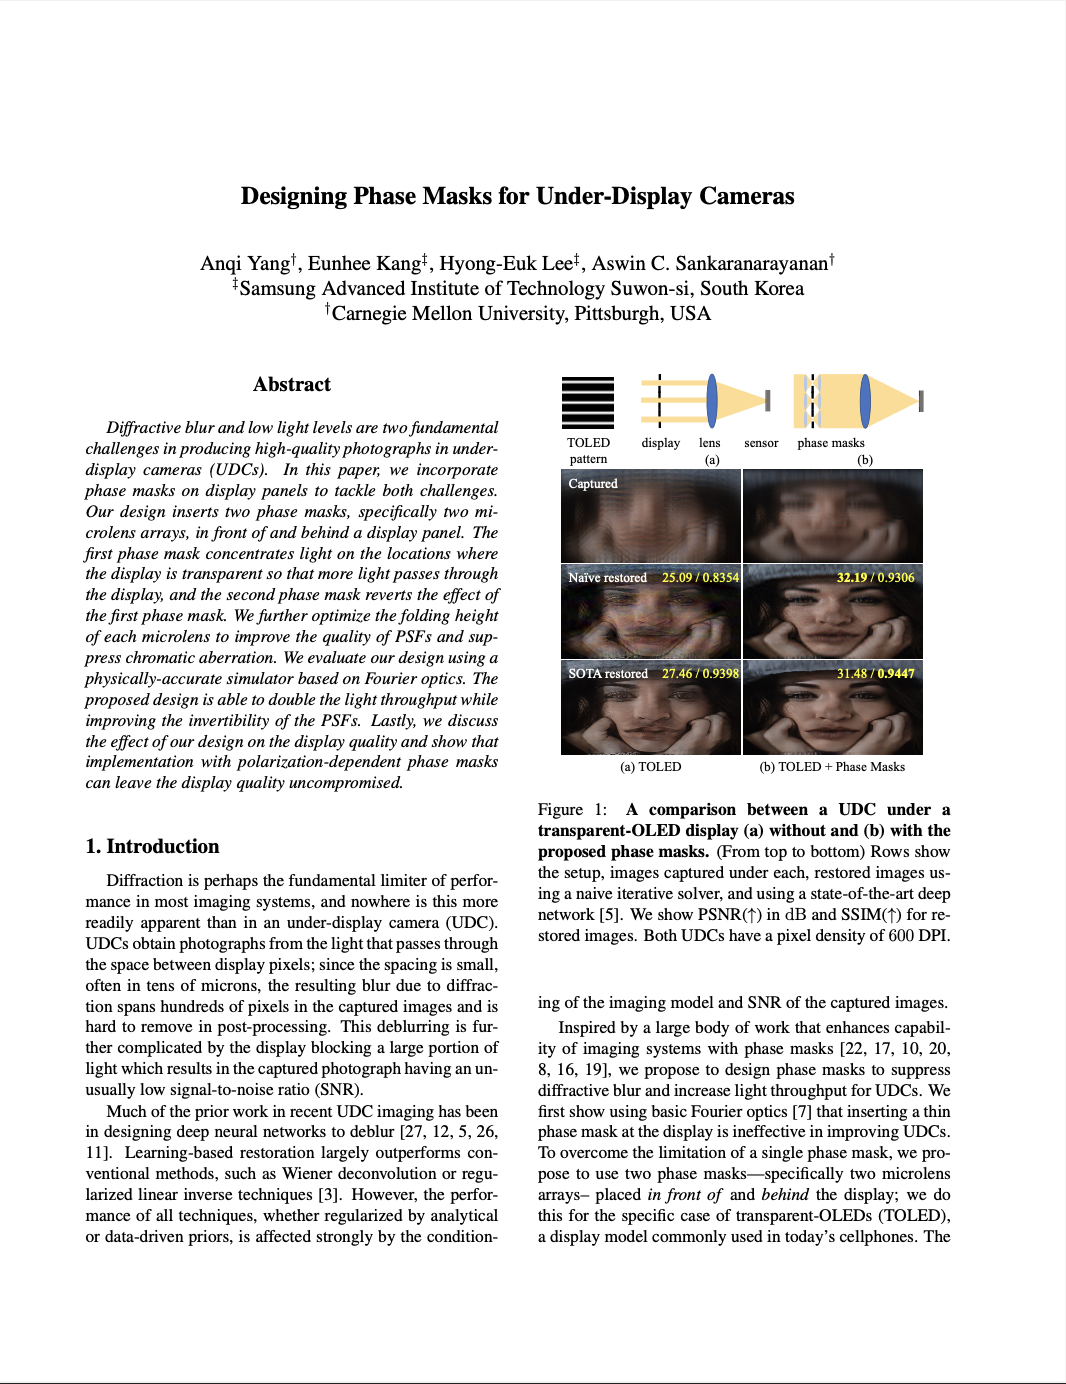 Designing Phase Masks for Under-Display Cameras
Anqi Yang†, Eunhee Kang‡, Hyong-Euk Lee‡, Aswin C. Sankaranarayanan†
‡Samsung Advanced Institute of Technology Suwon-si, South Korea
†Carnegie Mellon University, Pittsburgh, USA
Abstract
Diffractive blur and low light levels are two fundamental
challenges in producing high-quality photographs in under-
display cameras (UDCs). In this paper, we incorporate
phase masks on display panels to tackle both challenges.
Our design inserts two phase masks, specifically two mi-
crolens arrays, in front of and behind a display panel. The
first phase mask concentrates light on the locations where
the display is transparent so that more light passes through
the display, and the second phase mask reverts the effect of
the first phase mask. We further optimize the folding height
of each microlens to improve the quality of PSFs and sup-
press chromatic aberration. We evaluate our design using a
physically-accurate simulator based on Fourier optics. The
proposed design is able to double the light throughput while
improving the invertibility of the PSFs. Lastly, we discuss
the effect of our design on the display quality and show that
implementation with polarization-dependent phase masks
can leave the display quality uncompromised.
1. Introduction
Diffraction is perhaps the fundamental limiter of perfor-
mance in most imaging systems, and nowhere is this more
readily apparent than in an under-display camera (UDC).
UDCs obtain photographs from the light that passes through
the space between display pixels; since the spacing is small,
often in tens of microns, the resulting blur due to diffrac-
tion spans hundreds of pixels in the captured images and is
hard to remove in post-processing. This deblurring is fur-
ther complicated by the display blocking a large portion of
light which results in the captured photograph having an un-
usually low signal-to-noise ratio (SNR).
Much of the prior work in recent UDC imaging has been
in designing deep neural networks to deblur [27, 12, 5, 26,
11]. Learning-based restoration largely outperforms con-
ventional methods, such as Wiener deconvolution or regu-
larized linear inverse techniques [3]. However, the perfor-
mance of all techniques, whether regularized by analytical
or data-driven priors, is affected strongly by the condition-
TOLED
pattern
display lens sensor phase masks
(a) (b)
Captured
Naïve restored 25.09 / 0.8354 32.19 / 0.9306
SOTA restored 27.46 / 0.9398 31.48 / 0.9447
(a) TOLED (b) TOLED + Phase Masks
Figure 1: A comparison between a UDC under a
transparent-OLED display (a) without and (b) with the
proposed phase masks. (From top to bottom) Rows show
the setup, images captured under each, restored images us-
ing a naive iterative solver, and using a state-of-the-art deep
network [5]. We show PSNR(↑) in dB and SSIM(↑) for re-
stored images. Both UDCs have a pixel density of 600 DPI.
ing of the imaging model and SNR of the captured images.
Inspired by a large body of work that enhances capabil-
ity of imaging systems with phase masks [22, 17, 10, 20,
8, 16, 19], we propose to design phase masks to suppress
diffractive blur and increase light throughput for UDCs. We
first show using basic Fourier optics [7] that inserting a thin
phase mask at the display is ineffective in improving UDCs.
To overcome the limitation of a single phase mask, we pro-
pose to use two phase masks—specifically two microlens
arrays– placed in front of and behind the display; we do
this for the specific case of transparent-OLEDs (TOLED),
a display model commonly used in today's cellphones. The